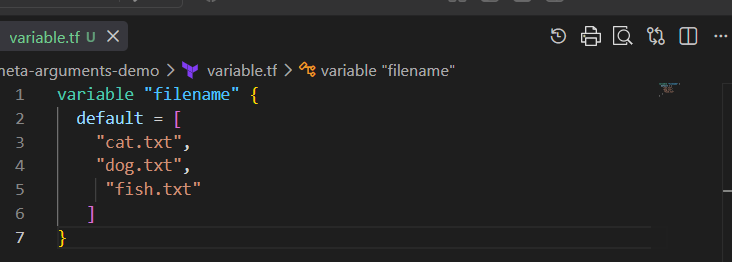 variable.tf U
neta-arguments-demo > variable.tf > variable "filename"
1 variable "filename" {
2 default = [
3 "cat.txt",
4 "dog.txt",
5 "fish.txt"
6 ]
7 }